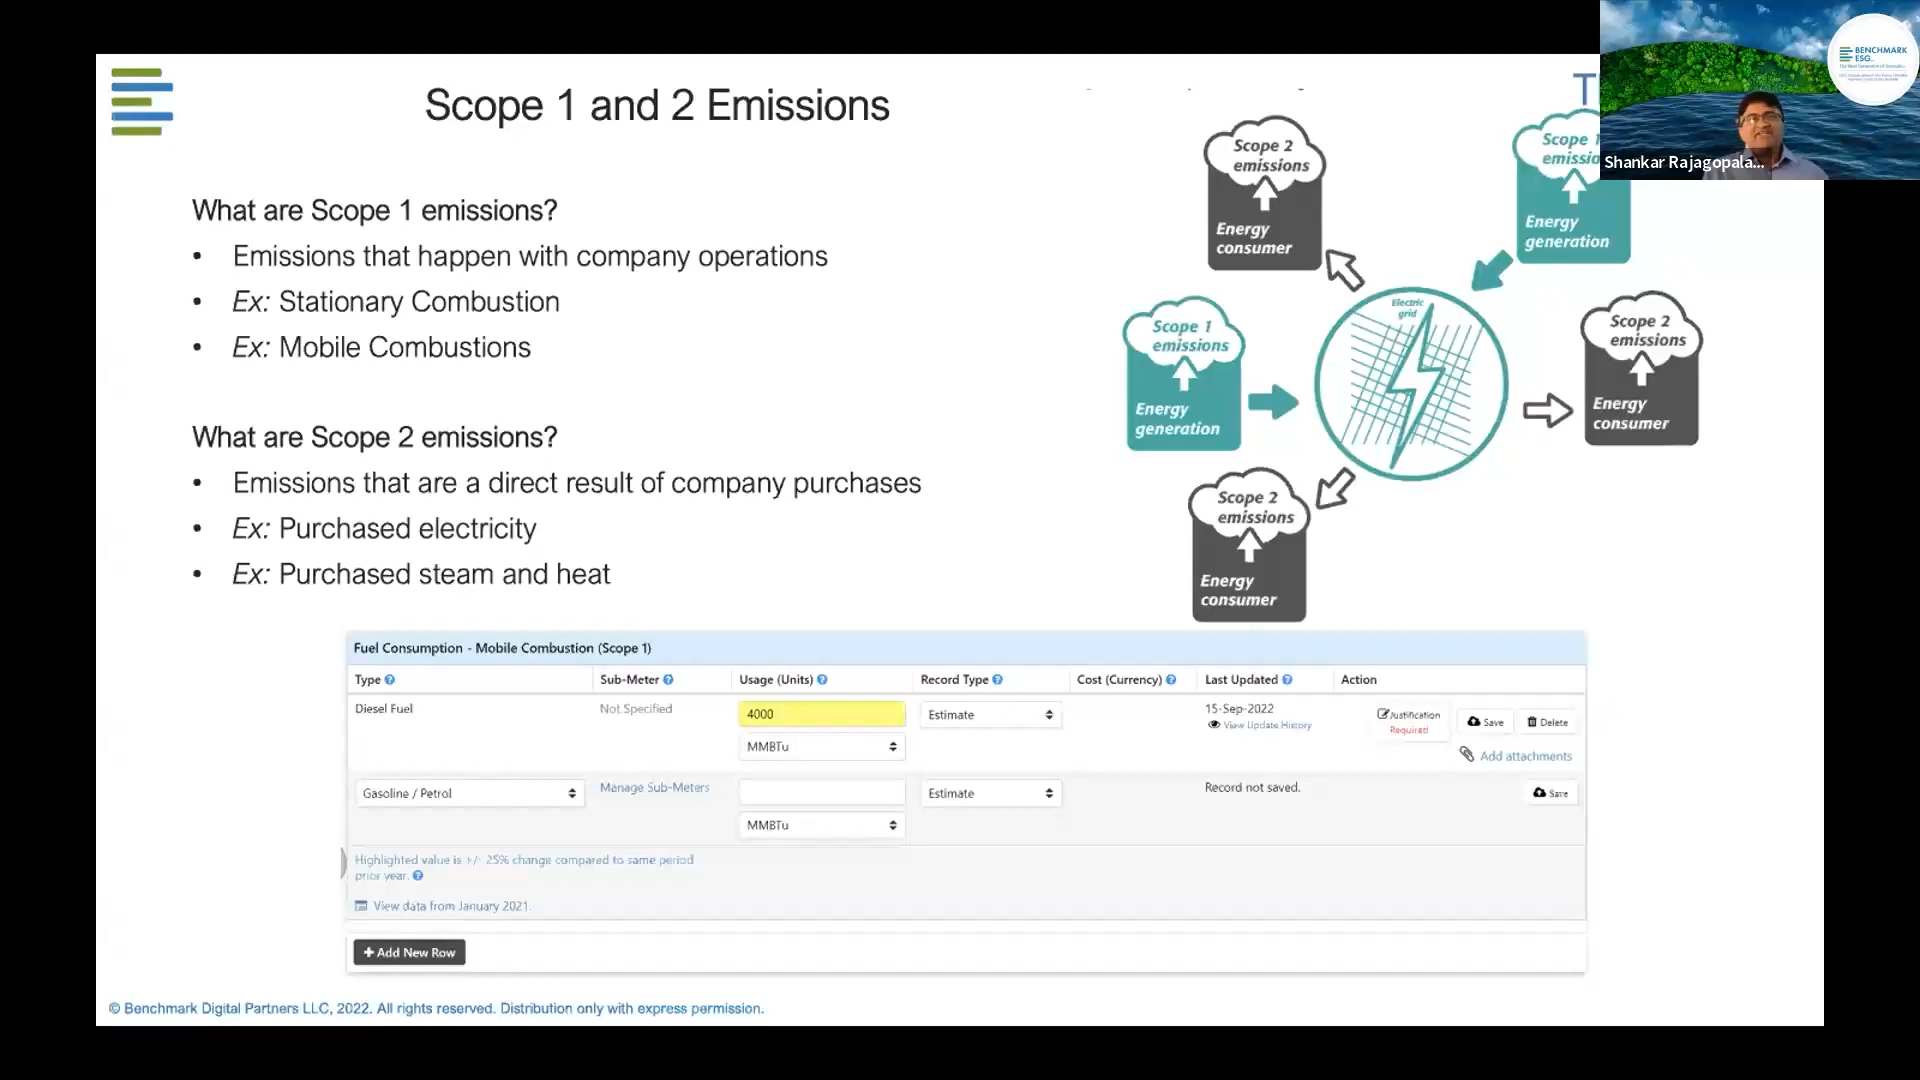 Scope 1 and 2 Emissions
What are Scope 1 emissions?
• Emissions that happen with company operations
• Ex: Stationary Combustion
• Ex: Mobile Combustions
What are Scope 2 emissions?
• Emissions that are a direct result of company purchases
• Ex: Purchased electricity
• Ex: Purchased steam and heat
Scope 2
emissions
Energy
consumer
Scope 1
emissio
Energy
generation
Scope 1
emissions
Energy
generation
Electric
grid
Scope 2
emissions
Energy
consumer
Scope 2
emissions
Energy
consumer
BENCHMARK
ESG
Shankar Rajagopala...
Fuel Consumption - Mobile Combustion (Scope 1)
Type Sub-Meter Usage (Units) Record Type Cost (Currency) Last Updated Action
Diesel Fuel Not Specified 4000 Estimate 15-Sep-2022 Justification Save Delete
View Update History Required
MMBTu Add attachments
Gasoline / Petrol Manage Sub-Meters Estimate Record not saved. Save
MMBTu
Highlighted value is +/- 25% change compared to same period
prior year.
View data from January 2021.
+ Add New Row
© Benchmark Digital Partners LLC, 2022. All rights reserved. Distribution only with express permission.